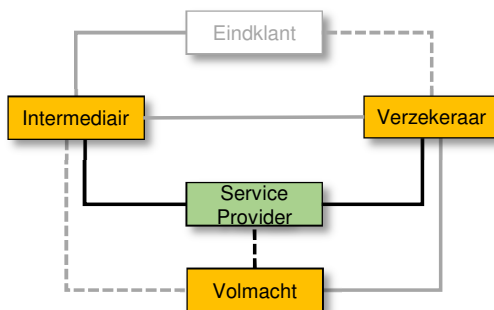 Eindklant
Intermediair
Verzekeraar
Service
Provider
Volmacht